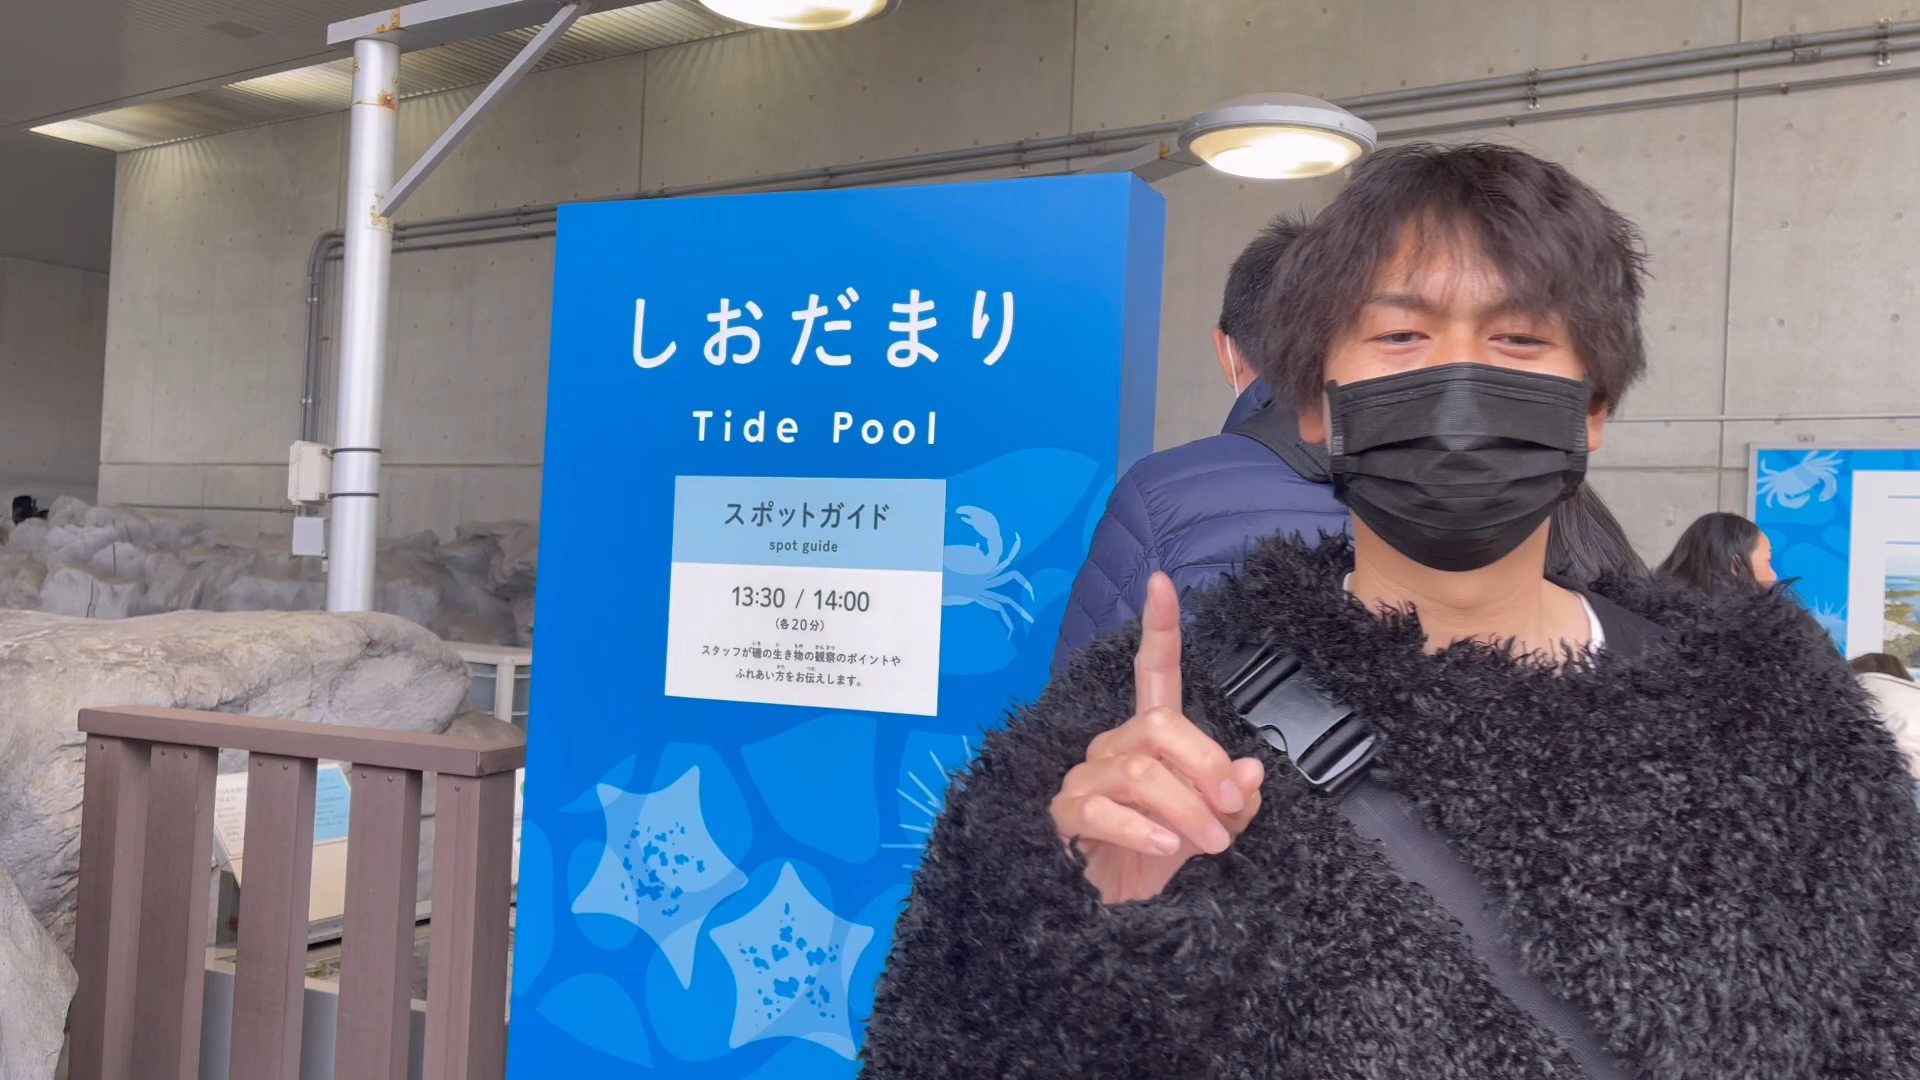 しおだまり
Tide Pool
スポットガイド
spot guide
13:30 / 14:00
（各20分）
スタッフが磯の生き物の観察のポイントや
ふれあい方をお伝えします。